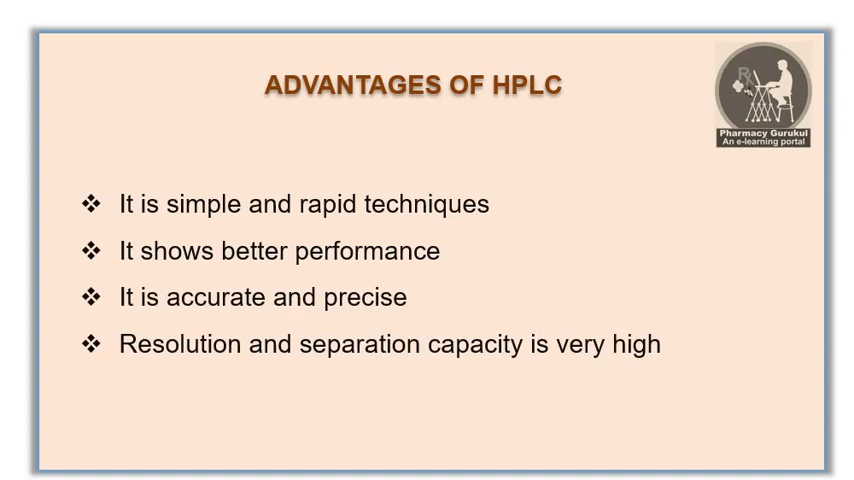 ADVANTAGES OF HPLC
Rx
Pharmacy Gurukul
An e-learning portal
❖ It is simple and rapid techniques
❖ It shows better performance
❖ It is accurate and precise
❖ Resolution and separation capacity is very high